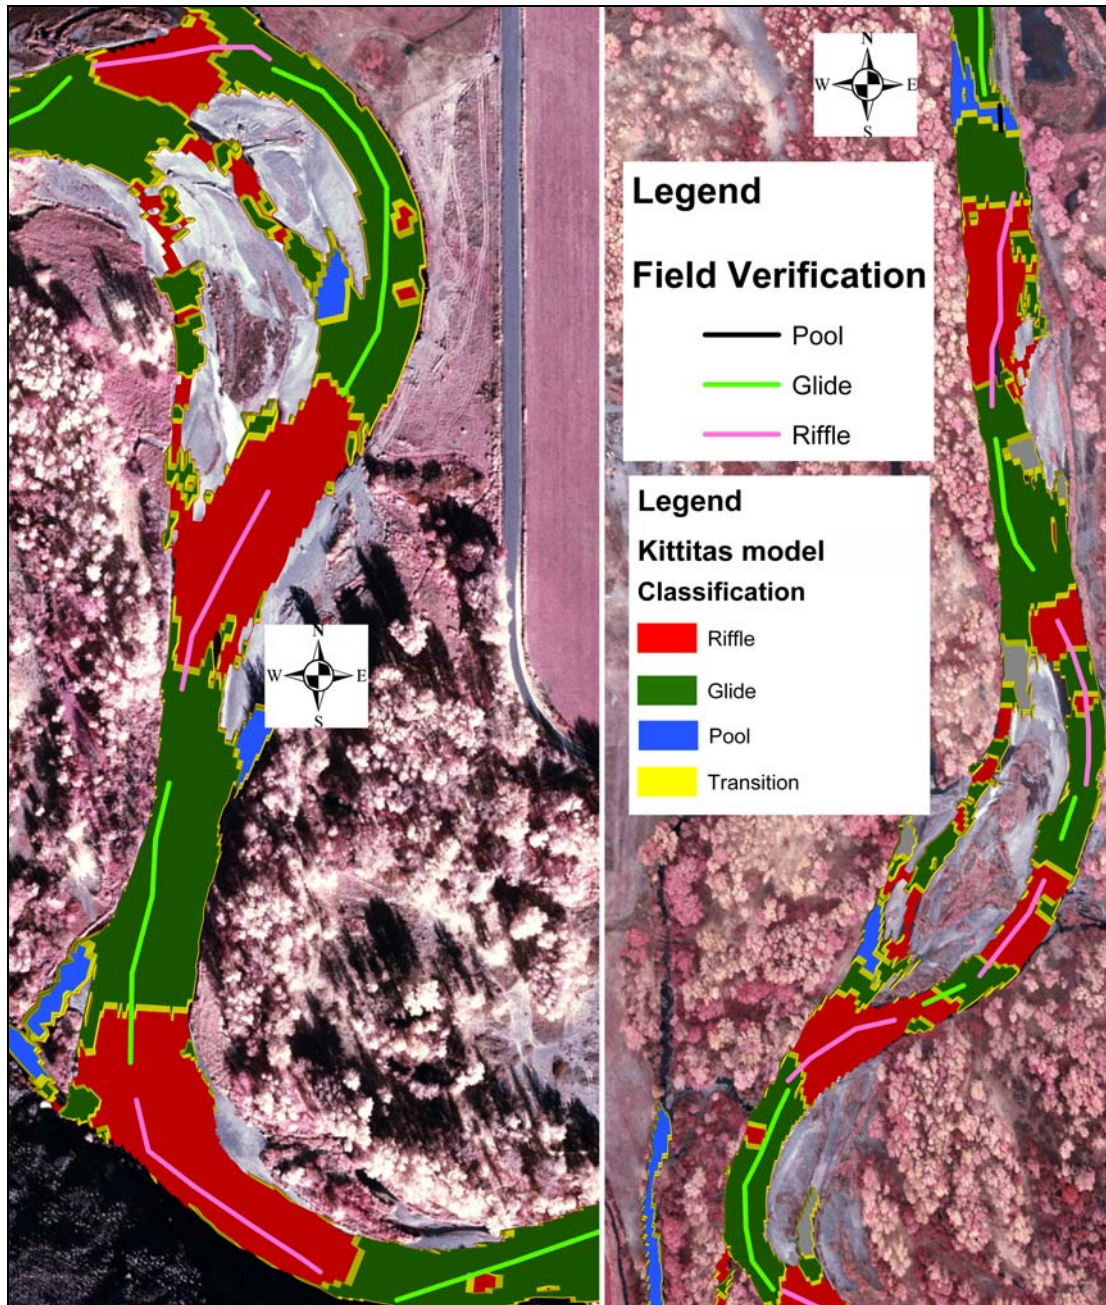 N
W E
S
Legend
Field Verification
Pool
Glide
Riffle
Legend
Kittitas model
Classification
Riffle
Glide
Pool
Transition
N
W E
S